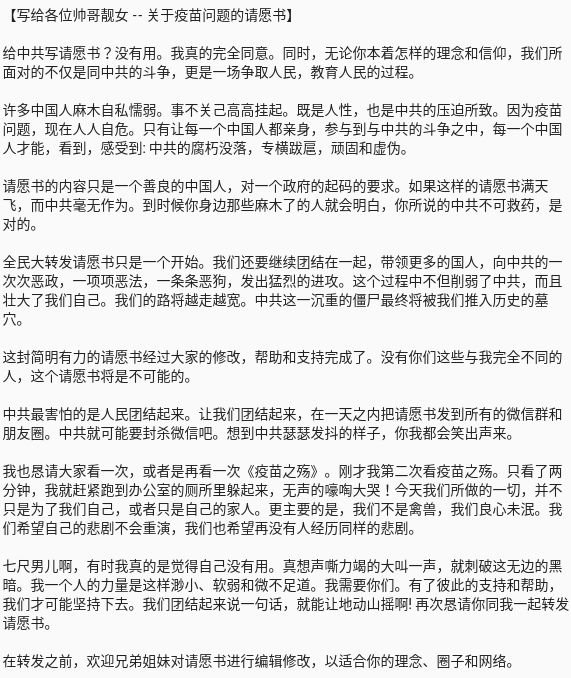 【写给各位帅哥靓女 -- 关于疫苗问题的请愿书】
给中共写请愿书？没有用。我真的完全同意。同时，无论你本着怎样的理念和信仰，我们所
面对的不仅是同中共的斗争，更是一场争取人民，教育人民的过程。
许多中国人麻木自私懦弱。事不关己高高挂起。既是人性，也是中共的压迫所致。因为疫苗
问题，现在人人自危。只有让每一个中国人都亲身，参与到与中共的斗争之中，每一个中国
人才能，看到，感受到: 中共的腐朽没落，专横跋扈，顽固和虚伪。
请愿书的内容只是一个善良的中国人，对一个政府的起码的要求。如果这样的请愿书满天
飞，而中共毫无作为。到时候你身边那些麻木了的人就会明白，你所说的中共不可救药，是
对的。
全民大转发请愿书只是一个开始。我们还要继续团结在一起，带领更多的国人，向中共的一
次次恶政，一项项恶法，一条条恶狗，发出猛烈的进攻。这个过程中不但削弱了中共，而且
壮大了我们自己。我们的路将越走越宽。中共这一沉重的僵尸最终将被我们推入历史的墓
穴。
这封简明有力的请愿书经过大家的修改，帮助和支持完成了。没有你们这些与我完全不同的
人，这个请愿书将是不可能的。
中共最害怕的是人民团结起来。让我们团结起来，在一天之内把请愿书发到所有的微信群和
朋友圈。中共就可能要封杀微信吧。想到中共瑟瑟发抖的样子，你我都会笑出声来。
我也恳请大家看一次，或者是再看一次《疫苗之殇》。刚才我第二次看疫苗之殇。只看了两
分钟，我就赶紧跑到办公室的厕所里躲起来，无声的嚎啕大哭！今天我们所做的一切，并不
只是为了我们自己，或者只是自己的家人。更主要的是，我们不是禽兽，我们良心未泯。我
们希望自己的悲剧不会重演，我们也希望再没有人经历同样的悲剧。
七尺男儿啊，有时我真的是觉得自己没有用。真想声嘶力竭的大叫一声，就刺破这无边的黑
暗。我一个人的力量是这样渺小、软弱和微不足道。我需要你们。有了彼此的支持和帮助，
我们才可能坚持下去。我们团结起来说一句话，就能让地动山摇啊! 再次恳请你同我一起转发
请愿书。
在转发之前，欢迎兄弟姐妹对请愿书进行编辑修改，以适合你的理念、圈子和网络。